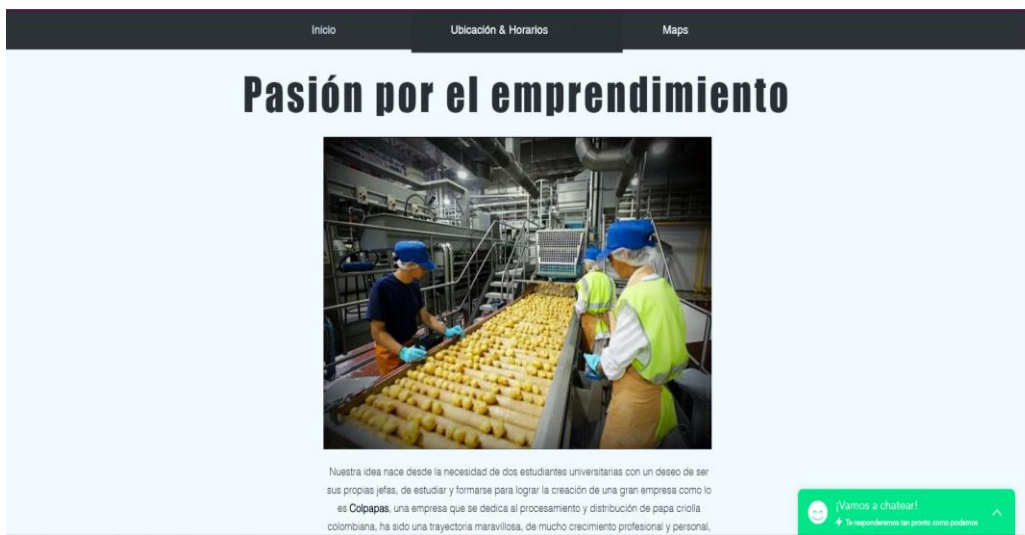 Inicio
Ubicación & Horarios
Maps
Pasión por el emprendimiento
Nuestra idea nace desde la necesidad de dos estudiantes universitarias con un deseo de ser
sus propias jefas, de estudiar y formarse para lograr la creación de una gran empresa como lo
es Colpapas, una empresa que se dedica al procesamiento y distribución de papa criolla
colombiana, ha sido una trayectoria maravillosa, de mucho crecimiento profesional y personal,
¡Vamos a chatear!
Te responderemos tan pronto como podamos